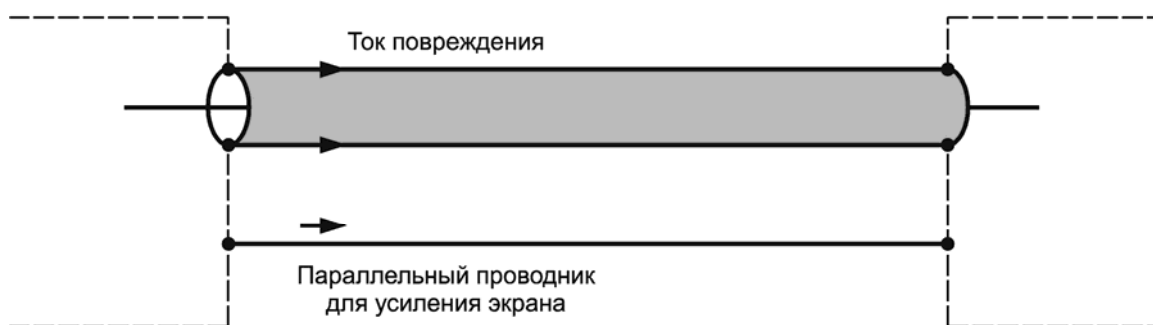 Ток повреждения
Параллельный проводник
для усиления экрана